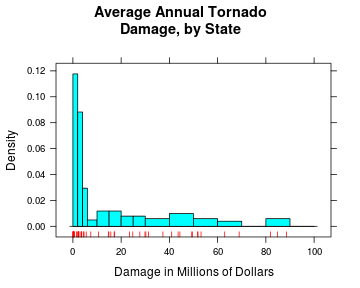 Average Annual Tornado
Damage, by State
0.12
0.10
0.08
0.06
0.04
0.02
0.00
Density
0 20 40 60 80 100
Damage in Millions of Dollars